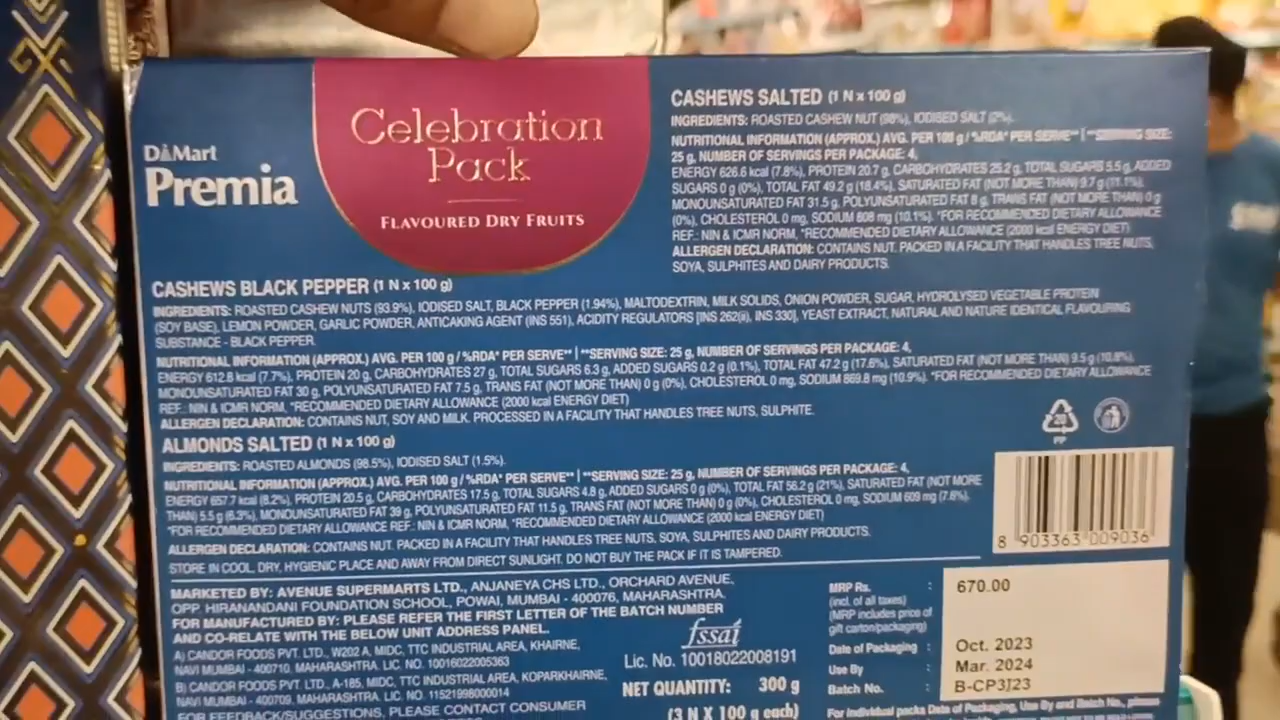 DMart
Premia
Celebration
Pack
FLAVOURED DRY FRUITS
CASHEWS SALTED (1 N x 100 g)
INGREDIENTS: ROASTED CASHEW NUT (98%), IODISED SALT (2%).
NUTRITIONAL INFORMATION (APPROX.) AVG. PER 100 g / %RDA* PER SERVE** | **SERVING SIZE:
25 g, NUMBER OF SERVINGS PER PACKAGE: 4,
ENERGY 626.6 kcal (7.8%), PROTEIN 20.7 g, CARBOHYDRATES 25.2 g, TOTAL SUGARS 5.5 g, ADDED
SUGARS 0 g (0%), TOTAL FAT 49.2 g (18.4%), SATURATED FAT (NOT MORE THAN) 9.7 g (11.1%),
MONOUNSATURATED FAT 31.5 g, POLYUNSATURATED FAT 8 g, TRANS FAT (NOT MORE THAN) 0 g
(0%), CHOLESTEROL 0 mg, SODIUM 808 mg (10.1%). *FOR RECOMMENDED DIETARY ALLOWANCE
REF.: NIN & ICMR NORM, *RECOMMENDED DIETARY ALLOWANCE (2000 kcal ENERGY DIET)
ALLERGEN DECLARATION: CONTAINS NUT. PACKED IN A FACILITY THAT HANDLES TREE NUTS,
SOYA, SULPHITES AND DAIRY PRODUCTS.
CASHEWS BLACK PEPPER (1 N x 100 g)
INGREDIENTS: ROASTED CASHEW NUTS (93.9%), IODISED SALT, BLACK PEPPER (1.94%), MALTODEXTRIN, MILK SOLIDS, ONION POWDER, SUGAR, HYDROLYSED VEGETABLE PROTEIN
(SOY BASE), LEMON POWDER, GARLIC POWDER, ANTICAKING AGENT (INS 551), ACIDITY REGULATORS [INS 262(ii), INS 330], YEAST EXTRACT, NATURAL AND NATURE IDENTICAL FLAVOURING
SUBSTANCE - BLACK PEPPER.
NUTRITIONAL INFORMATION (APPROX.) AVG. PER 100 g / %RDA* PER SERVE** | **SERVING SIZE: 25 g, NUMBER OF SERVINGS PER PACKAGE: 4,
ENERGY 612.8 kcal (7.7%), PROTEIN 20 g, CARBOHYDRATES 27 g, TOTAL SUGARS 6.3 g, ADDED SUGARS 0.2 g (0.1%), TOTAL FAT 47.2 g (17.6%), SATURATED FAT (NOT MORE THAN) 9.5 g (10.8%),
MONOUNSATURATED FAT 30 g, POLYUNSATURATED FAT 7.5 g, TRANS FAT (NOT MORE THAN) 0 g (0%), CHOLESTEROL 0 mg, SODIUM 869.8 mg (10.9%). *FOR RECOMMENDED DIETARY ALLOWANCE
REF.: NIN & ICMR NORM, *RECOMMENDED DIETARY ALLOWANCE (2000 kcal ENERGY DIET)
ALLERGEN DECLARATION: CONTAINS NUT, SOY AND MILK. PROCESSED IN A FACILITY THAT HANDLES TREE NUTS, SULPHITE.
ALMONDS SALTED (1 N x 100 g)
INGREDIENTS: ROASTED ALMONDS (98.5%), IODISED SALT (1.5%).
NUTRITIONAL INFORMATION (APPROX.) AVG. PER 100 g / %RDA* PER SERVE** | **SERVING SIZE: 25 g, NUMBER OF SERVINGS PER PACKAGE: 4,
ENERGY 657.7 kcal (8.2%), PROTEIN 20.5 g, CARBOHYDRATES 17.5 g, TOTAL SUGARS 4.8 g, ADDED SUGARS 0 g (0%), TOTAL FAT 56.2 g (21%), SATURATED FAT (NOT MORE
THAN) 5.5 g (6.3%), MONOUNSATURATED FAT 39 g, POLYUNSATURATED FAT 11.5 g, TRANS FAT (NOT MORE THAN) 0 g (0%), CHOLESTEROL 0 mg, SODIUM 609 mg (7.6%).
*FOR RECOMMENDED DIETARY ALLOWANCE REF.: NIN & ICMR NORM, *RECOMMENDED DIETARY ALLOWANCE (2000 kcal ENERGY DIET)
ALLERGEN DECLARATION: CONTAINS NUT. PACKED IN A FACILITY THAT HANDLES TREE NUTS, SOYA, SULPHITES AND DAIRY PRODUCTS.
STORE IN COOL, DRY, HYGIENIC PLACE AND AWAY FROM DIRECT SUNLIGHT. DO NOT BUY THE PACK IF IT IS TAMPERED.
PP
8 903363 009036
MARKETED BY: AVENUE SUPERMARTS LTD., ANJANEYA CHS LTD., ORCHARD AVENUE,
OPP. HIRANANDANI FOUNDATION SCHOOL, POWAI, MUMBAI - 400076, MAHARASHTRA.
FOR MANUFACTURED BY: PLEASE REFER THE FIRST LETTER OF THE BATCH NUMBER
AND CO-RELATE WITH THE BELOW UNIT ADDRESS PANEL.
A) CANDOR FOODS PVT. LTD., W202 A, MIDC, TTC INDUSTRIAL AREA, KHAIRNE,
NAVI MUMBAI - 400710. MAHARASHTRA. LIC. NO. 10016022005363
B) CANDOR FOODS PVT. LTD., A-185, MIDC, TTC INDUSTRIAL AREA, KOPARKHAIRNE,
NAVI MUMBAI - 400709, MAHARASHTRA. LIC. NO. 11521998000014
FOR FEEDBACK/SUGGESTIONS, PLEASE CONTACT CONSUMER
fssai
Lic. No. 10018022008191
NET QUANTITY: 300 g
(3 N X 100 g each)
MRP Rs. : 670.00
(incl. of all taxes)
(MRP includes price of
gift carton/packaging)
Date of Packaging : Oct. 2023
Use By : Mar. 2024
Batch No. : B-CP3J23
For individual packs Date of Packaging, Use By and Batch No., please